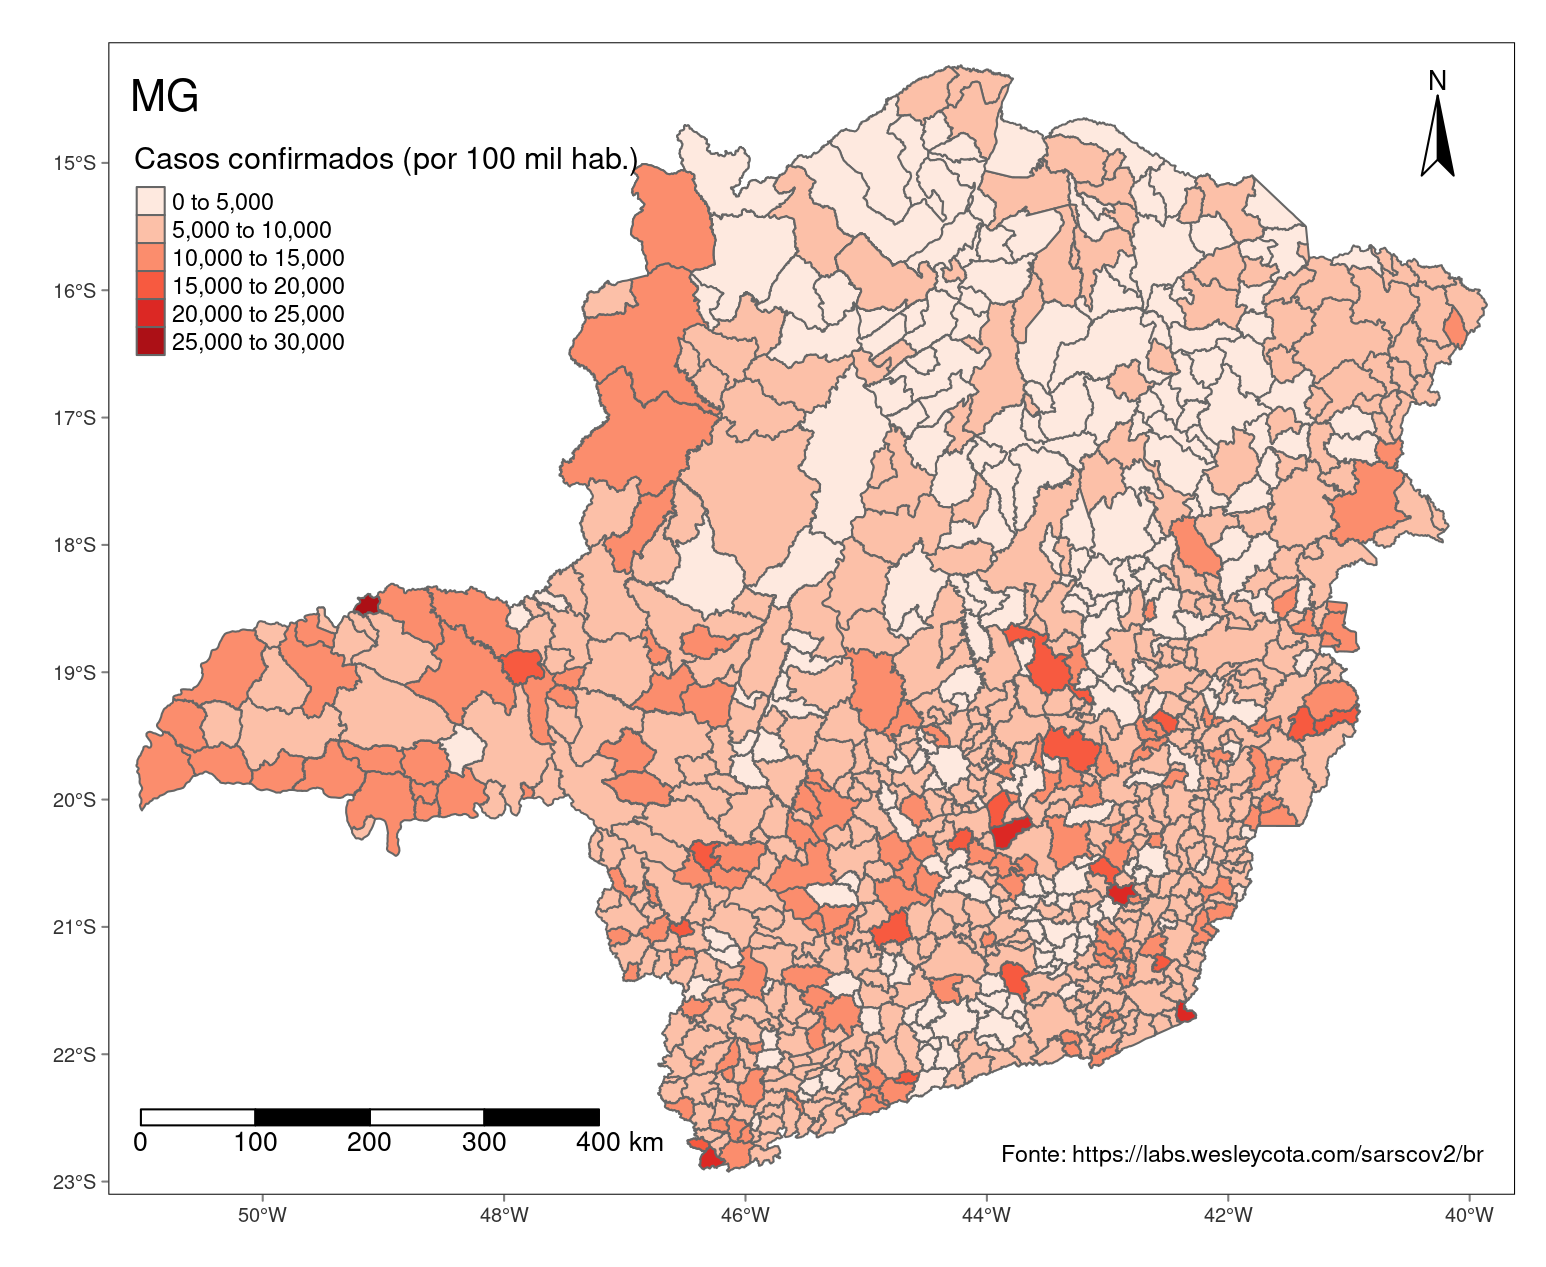 MG
N
Casos confirmados (por 100 mil hab.)
0 to 5,000
5,000 to 10,000
10,000 to 15,000
15,000 to 20,000
20,000 to 25,000
25,000 to 30,000
15°S
16°S
17°S
18°S
19°S
20°S
21°S
22°S
23°S
0 100 200 300 400 km
Fonte: https://labs.wesleycota.com/sarscov2/br
50°W 48°W 46°W 44°W 42°W 40°W